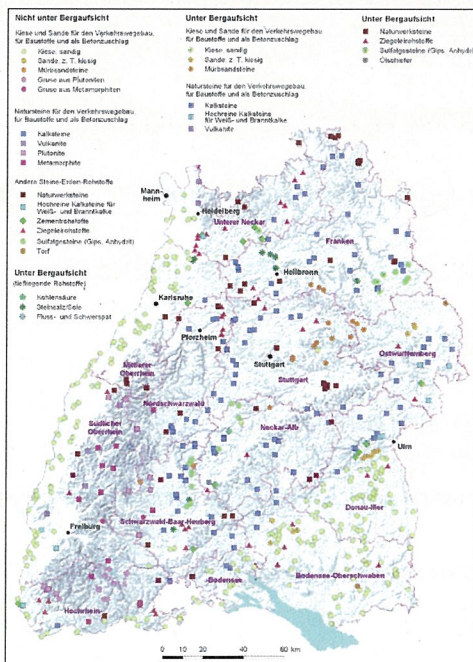 Nicht unter Bergaufsicht
Kiese und Sande für den Verkehrswegebau,
für Baustoffe und als Betonzuschlag
Kiese, sandig
Sande, z. T. kiesig
Mürbsandsteine
Gruse aus Plutoniten
Gruse aus Metamorphiten
Natursteine für den Verkehrswegebau,
für Baustoffe und als Betonzuschlag
Kalksteine
Vulkanite
Plutonite
Metamorphite
Andere Steine-Erden-Rohstoffe
Naturwerksteine
Hochreine Kalksteine für
Weiß- und Branntkalke
Zementrohstoffe
Ziegeleirohstoffe
Sulfatgesteine (Gips, Anhydrit)
Torf
Unter Bergaufsicht
(tiefliegende Rohstoffe)
Kohlensäure
Steinsalz/Sole
Fluss- und Schwerspat
Unter Bergaufsicht
Kiese und Sande für den Verkehrswegebau,
für Baustoffe und als Betonzuschlag
Kiese, sandig
Sande, z. T. kiesig
Mürbsandsteine
Natursteine für den Verkehrswegebau,
für Baustoffe und als Betonzuschlag
Kalksteine
Hochreine Kalksteine
für Weiß- und Branntkalke
Vulkanite
Unter Bergaufsicht
Naturwerksteine
Ziegeleirohstoffe
Sulfatgesteine (Gips, Anhydrit)
Ölschiefer
Mann-
heim
Heidelberg
Unterer Neckar
Franken
Heilbronn
Karlsruhe
Pforzheim
Stuttgart
Ostwürttemberg
Mittlerer
Oberrhein
Stuttgart
Nordschwarzwald
Südlicher
Oberrhein
Neckar-Alb
Ulm
Donau-Iller
Schwarzwald-Baar-Heuberg
Freiburg
Bodensee-
Bodensee-Oberschwaben
Hochrhein-
0 10 20 40 60 km